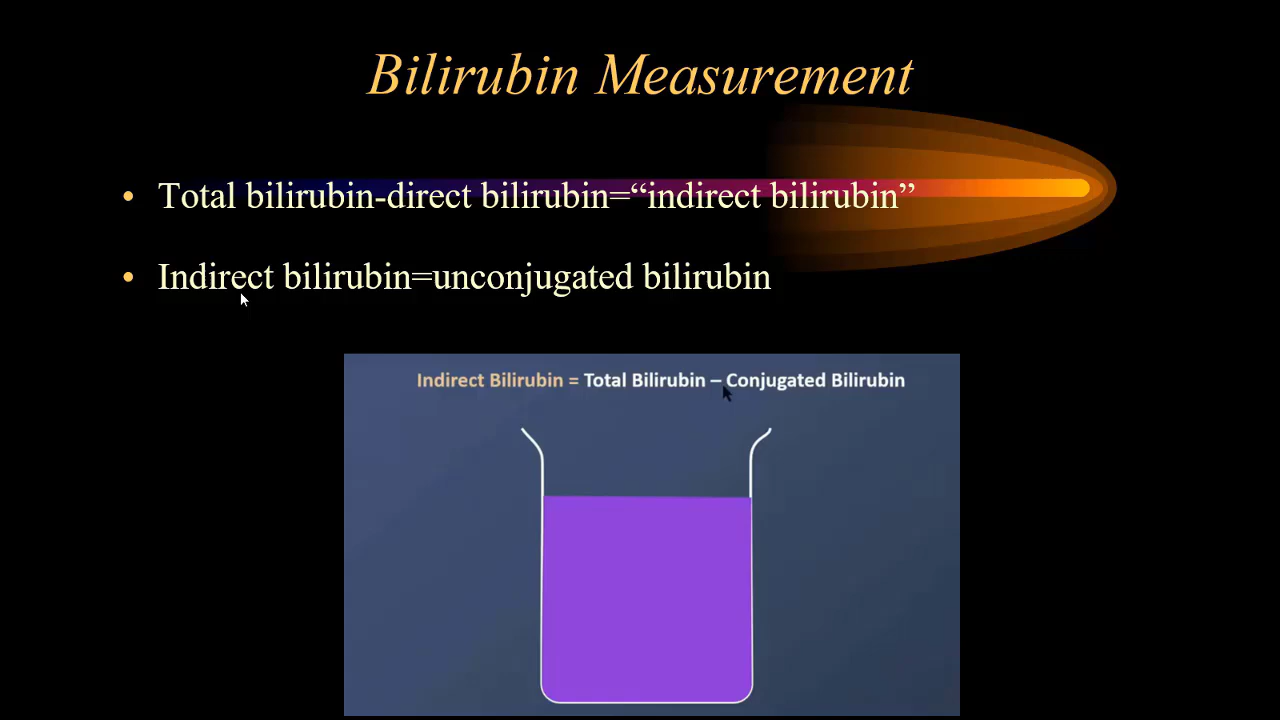 Bilirubin Measurement
• Total bilirubin-direct bilirubin=“indirect bilirubin”
• Indirect bilirubin=unconjugated bilirubin
Indirect Bilirubin = Total Bilirubin – Conjugated Bilirubin